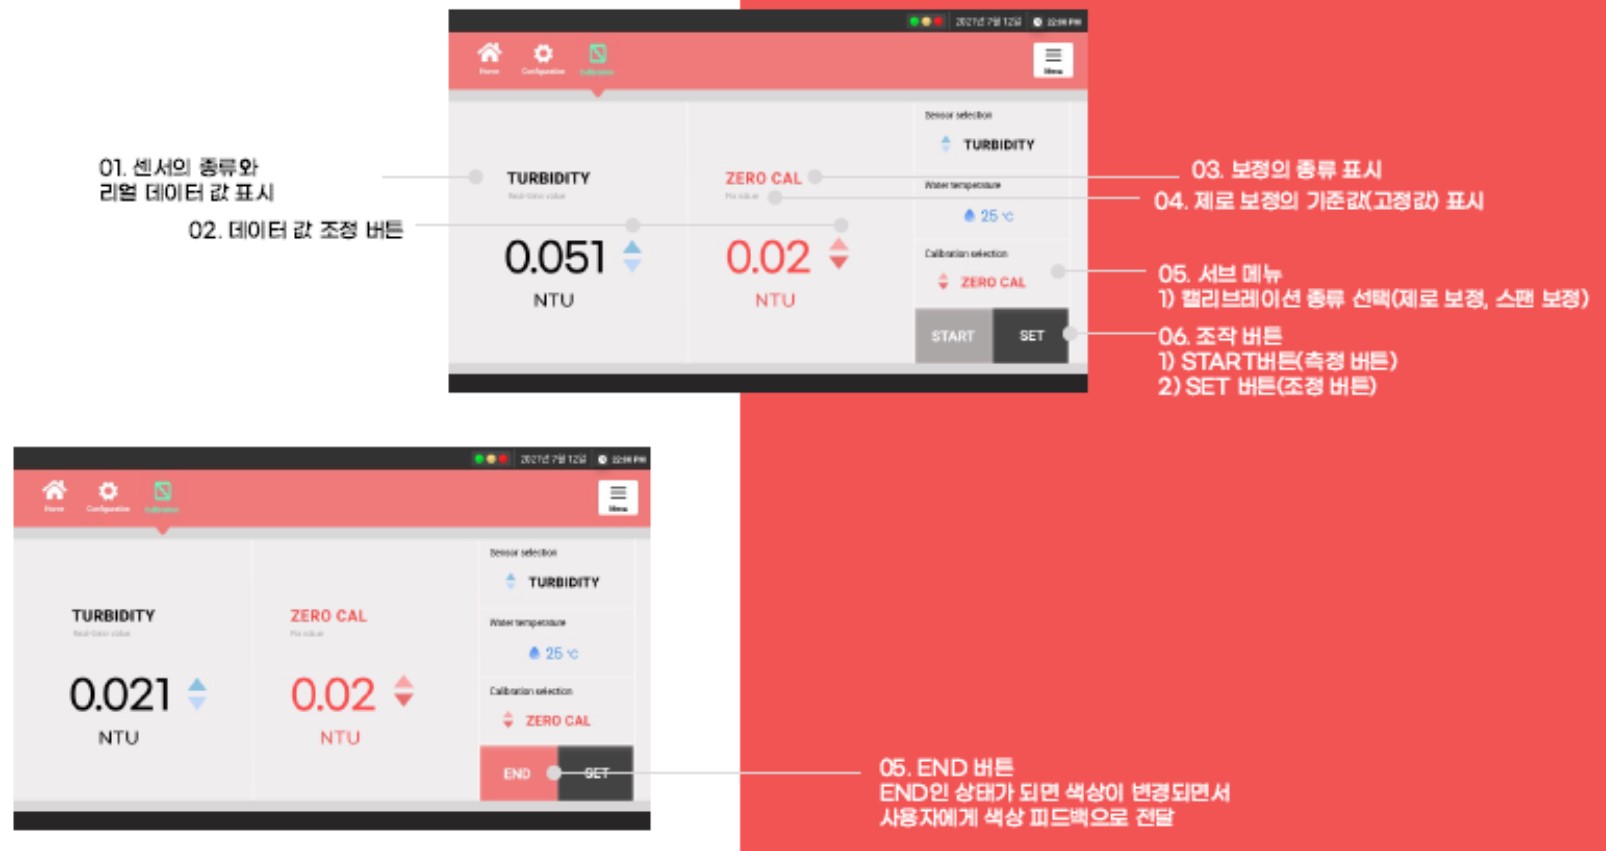 2021년 7월 12일
Home
Configuration
Calibration
Menu
01. 센서의 종류와
리얼 데이터 값 표시
02. 데이터 값 조정 버튼
TURBIDITY
Real-time value
0.051
NTU
ZERO CAL
Fix value
0.02
NTU
Sensor selection
TURBIDITY
Water temperature
25 ℃
Calibration selection
ZERO CAL
START
SET
03. 보정의 종류 표시
04. 제로 보정의 기준값(고정값) 표시
05. 서브 메뉴
1) 캘리브레이션 종류 선택(제로 보정, 스팬 보정)
06. 조작 버튼
1) START버튼(측정 버튼)
2) SET 버튼(조정 버튼)
2021년 7월 12일
Home
Configuration
Calibration
Menu
TURBIDITY
Real-time value
0.021
NTU
ZERO CAL
Fix value
0.02
NTU
Sensor selection
TURBIDITY
Water temperature
25 ℃
Calibration selection
ZERO CAL
END
SET
05. END 버튼
END인 상태가 되면 색상이 변경되면서
사용자에게 색상 피드백으로 전달